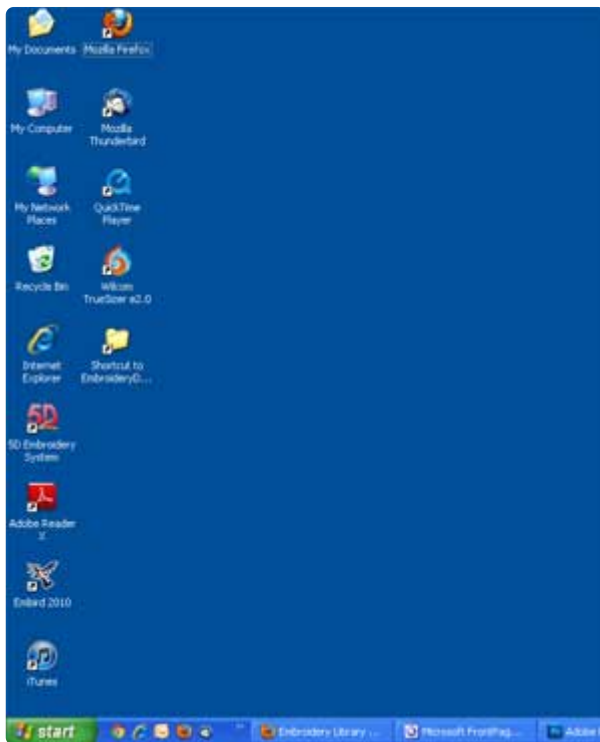 My Documents
Mozilla Firefox
My Computer
Mozilla
Thunderbird
My Network
Places
QuickTime
Player
Recycle Bin
Wilcom
TrueSizer e2.0
Internet
Explorer
Shortcut to
EmbroideryD...
5D
5D Embroidery
System
Adobe Reader
X
Embird 2010
iTunes
start
Embroidery Library ...
Microsoft FrontPag...
Adobe